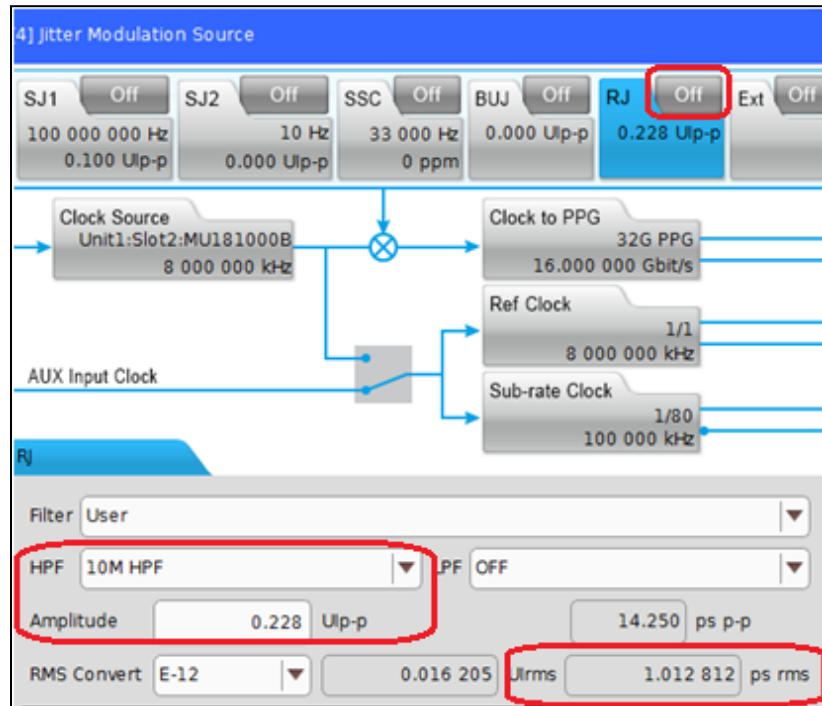 [4] Jitter Modulation Source
SJ1 Off SJ2 Off SSC Off BUJ Off RJ Off Ext Off
100 000 000 Hz 10 Hz 33 000 Hz 0.000 UIp-p 0.228 UIp-p
0.100 UIp-p 0.000 UIp-p 0 ppm
Clock Source
Unit1:Slot2:MU181000B
8 000 000 kHz
Clock to PPG
32G PPG
16.000 000 Gbit/s
Ref Clock
1/1
8 000 000 kHz
AUX Input Clock
Sub-rate Clock
1/80
100 000 kHz
RJ
Filter User
HPF 10M HPF LPF OFF
Amplitude 0.228 UIp-p 14.250 ps p-p
RMS Convert E-12 0.016 205 UIrms 1.012 812 ps rms